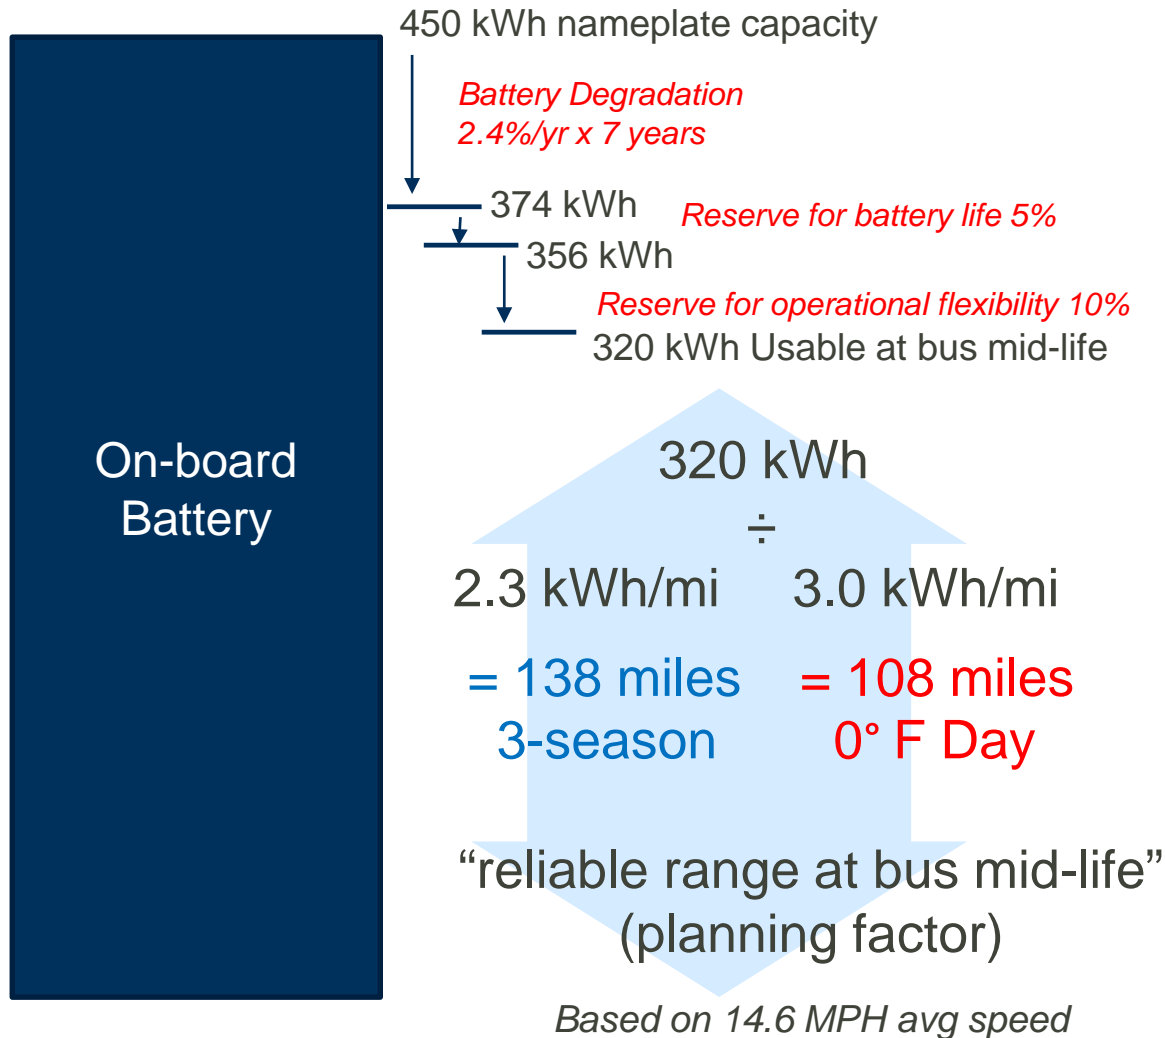 450 kWh nameplate capacity
Battery Degradation
2.4%/yr x 7 years
374 kWh
Reserve for battery life 5%
356 kWh
Reserve for operational flexibility 10%
320 kWh Usable at bus mid-life
On-board
Battery
320 kWh
÷
2.3 kWh/mi
3.0 kWh/mi
= 138 miles
3-season
= 108 miles
0° F Day
“reliable range at bus mid-life”
(planning factor)
Based on 14.6 MPH avg speed